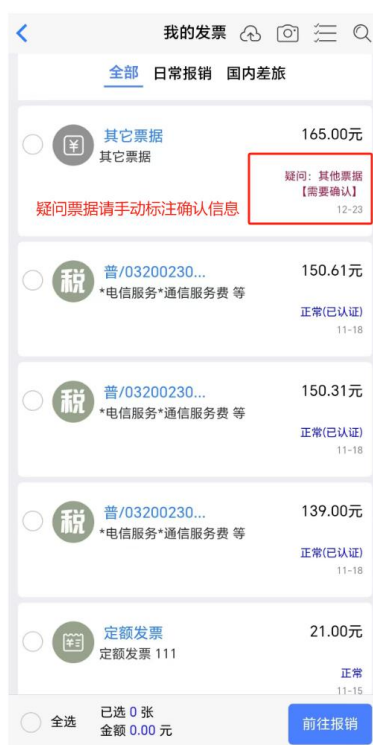 我的发票
全部 日常报销 国内差旅
其它票据 165.00元
其它票据
疑问：其他票据
【需要确认】
疑问票据请手动标注确认信息
12-23
税 普/03200230... 150.61元
*电信服务*通信服务费 等
正常(已认证)
11-18
税 普/03200230... 150.31元
*电信服务*通信服务费 等
正常(已认证)
11-18
税 普/03200230... 139.00元
*电信服务*通信服务费 等
正常(已认证)
11-18
定额发票 21.00元
定额发票 111
正常
11-15
全选
已选 0 张
金额 0.00 元
前往报销